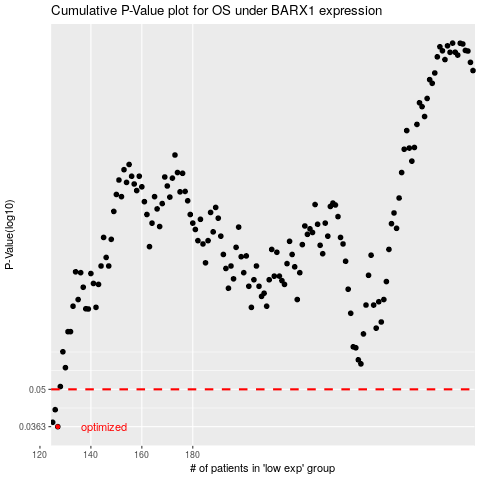 Cumulative P-Value plot for OS under BARX1 expression
P-Value(log10)
0.05
0.0363
optimized
120 140 160 180
# of patients in 'low exp' group